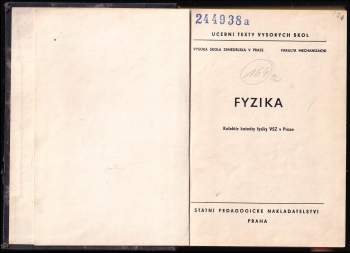 244938a
UČEBNÍ TEXTY VYSOKÝCH ŠKOL
VYSOKÁ ŠKOLA ZEMĚDĚLSKÁ V PRAZE FAKULTA MECHANIZAČNÍ
FYZIKA
Kolektiv katedry fysiky VŠZ v Praze
STÁTNÍ PEDAGOGICKÉ NAKLADATELSTVÍ
PRAHA